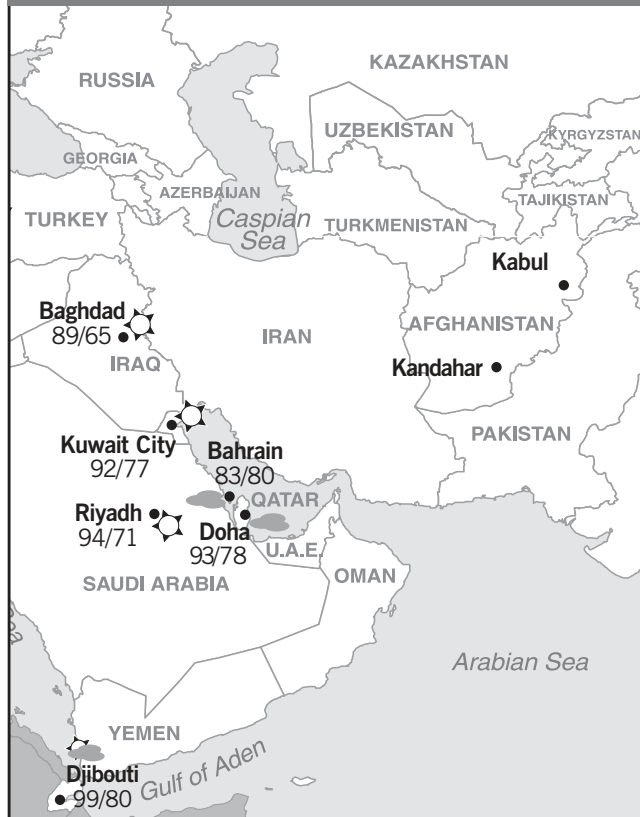 KAZAKHSTAN
RUSSIA
UZBEKISTAN
KYRGYZSTAN
GEORGIA
AZERBAIJAN
TAJIKISTAN
TURKEY
Caspian
Sea
TURKMENISTAN
Kabul
Baghdad
89/65
IRAQ
IRAN
AFGHANISTAN
Kandahar
PAKISTAN
Kuwait City
92/77
Bahrain
83/80
QATAR
Riyadh
94/71
Doha
93/78
U.A.E.
SAUDI ARABIA
OMAN
Arabian Sea
YEMEN
Gulf of Aden
Djibouti
99/80